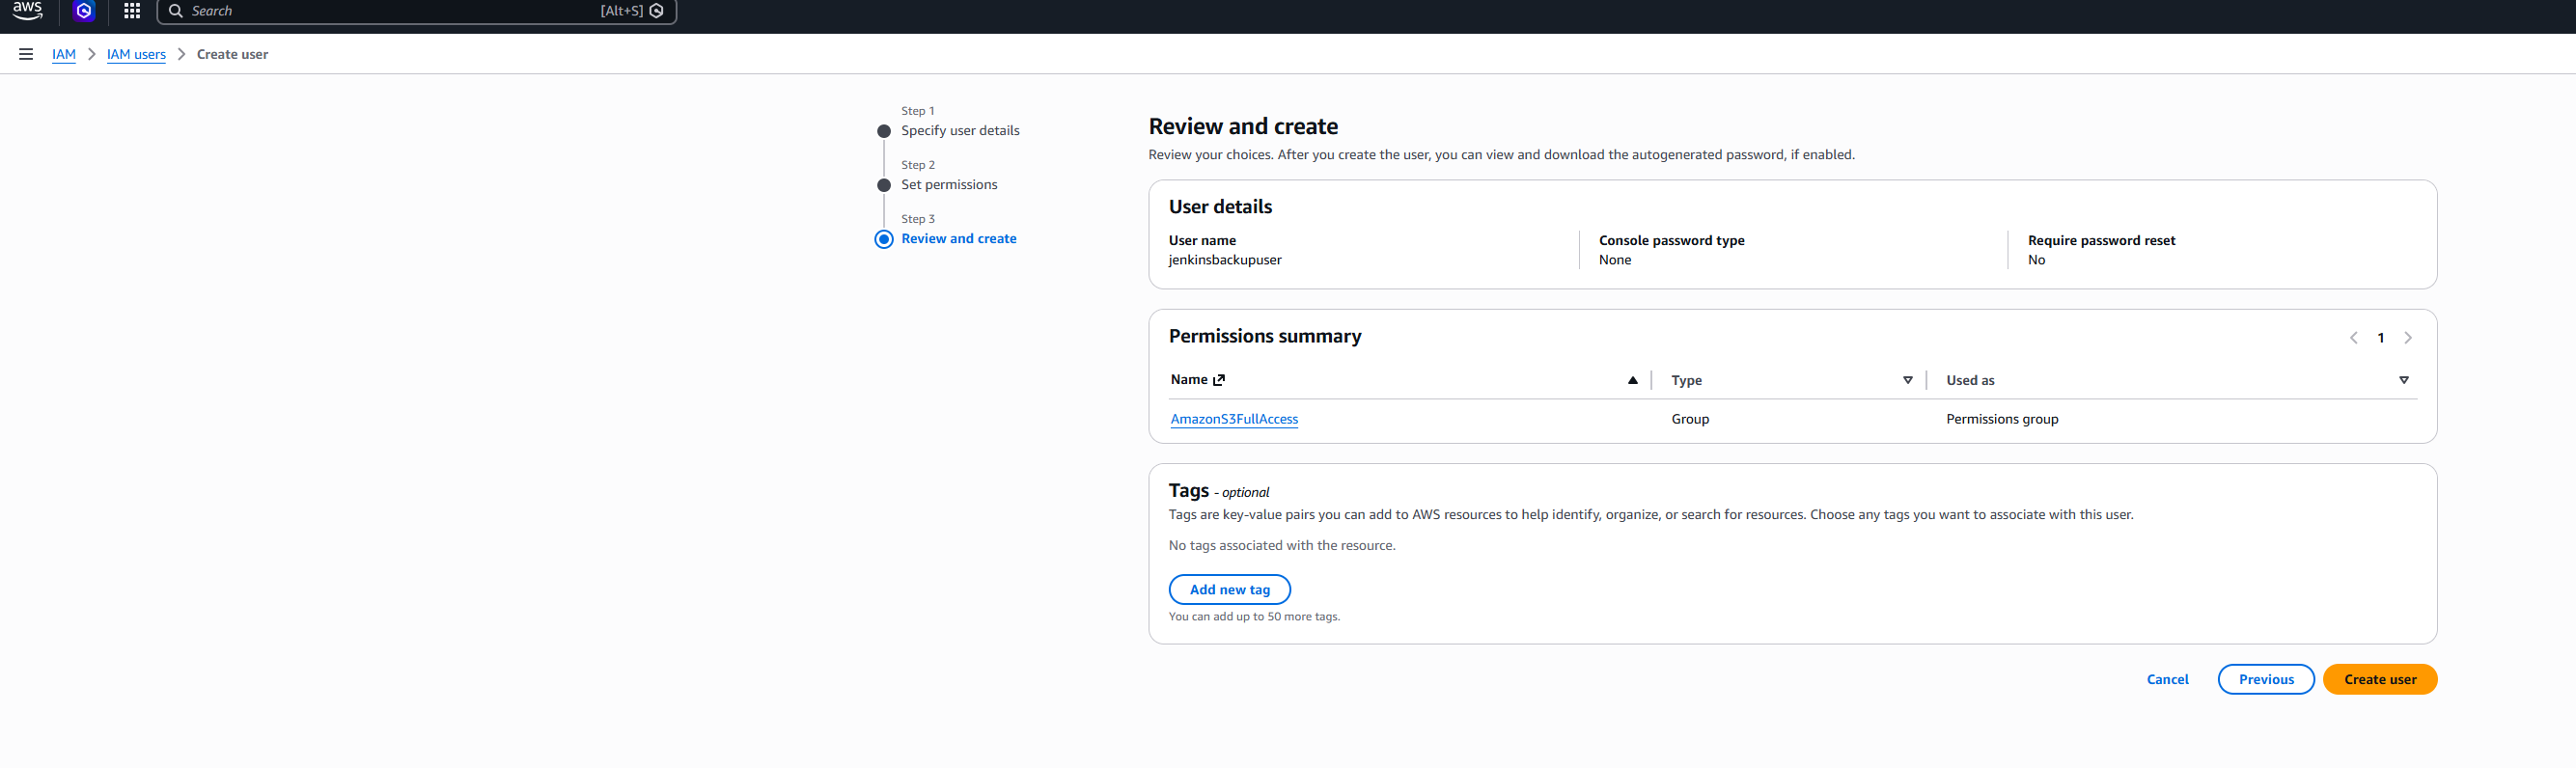 aws
Search [Alt+S]
IAM > IAM users > Create user
Step 1
Specify user details
Step 2
Set permissions
Step 3
Review and create
Review and create
Review your choices. After you create the user, you can view and download the autogenerated password, if enabled.
User details
User name Console password type Require password reset
jenkinsbackupuser None No
Permissions summary 1
Name Type Used as
AmazonS3FullAccess Group Permissions group
Tags - optional
Tags are key-value pairs you can add to AWS resources to help identify, organize, or search for resources. Choose any tags you want to associate with this user.
No tags associated with the resource.
Add new tag
You can add up to 50 more tags.
Cancel Previous Create user